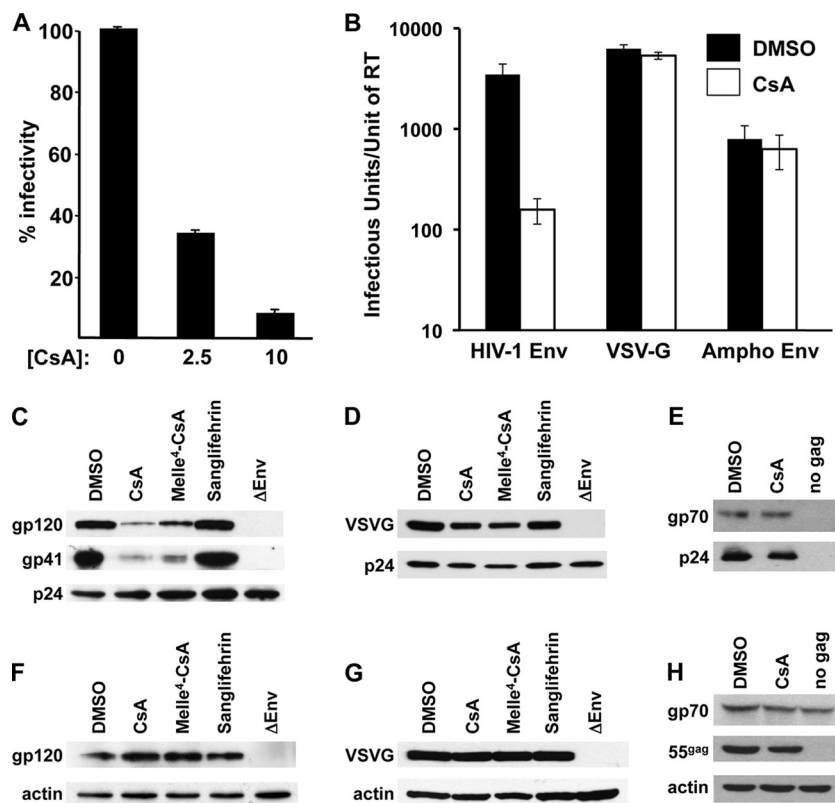 A
% infectivity
100
80
60
40
20
[CsA]: 0 2.5 10
B
Infectious Units/Unit of RT
10000
1000
100
10
DMSO
CsA
HIV-1 Env VSV-G Ampho Env
C
DMSO CsA MeIle⁴-CsA Sanglifehrin ΔEnv
gp120
gp41
p24
D
DMSO CsA MeIle⁴-CsA Sanglifehrin ΔEnv
VSVG
p24
E
DMSO CsA no gag
gp70
p24
F
DMSO CsA MeIle⁴-CsA Sanglifehrin ΔEnv
gp120
actin
G
DMSO CsA MeIle⁴-CsA Sanglifehrin ΔEnv
VSVG
actin
H
DMSO CsA no gag
gp70
55ᵍᵃᵍ
actin